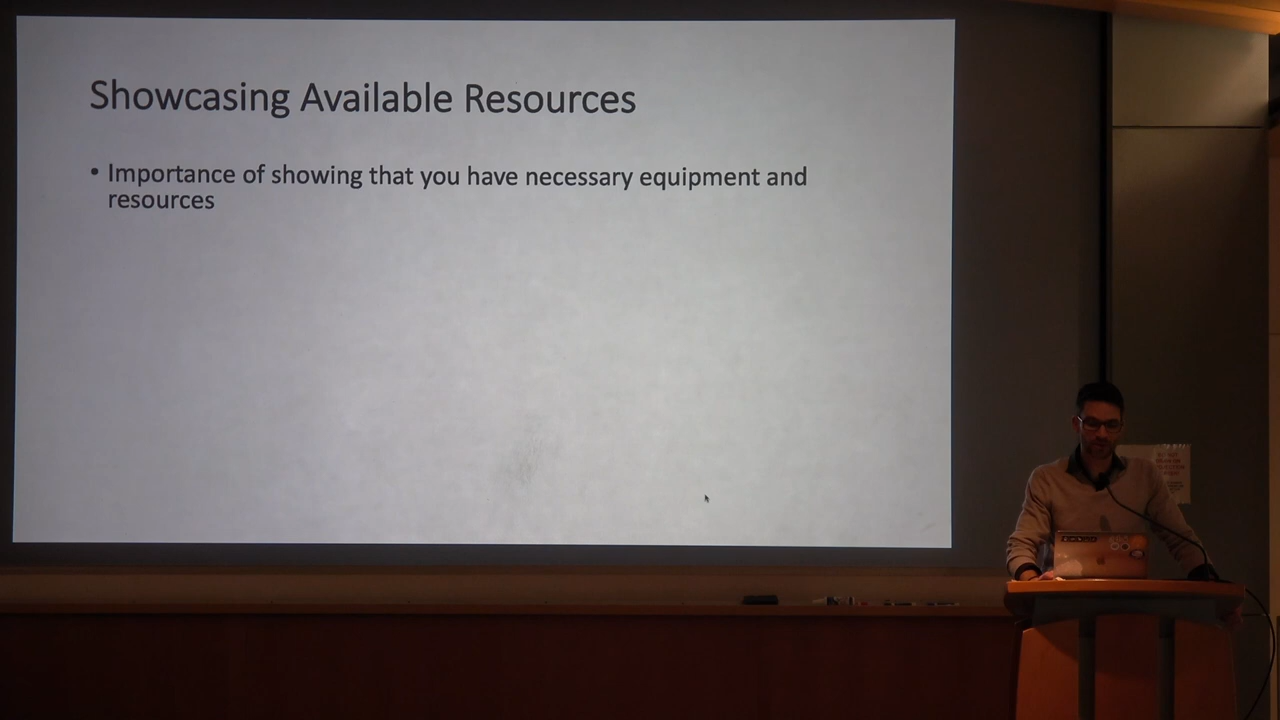 Showcasing Available Resources
• Importance of showing that you have necessary equipment and
resources